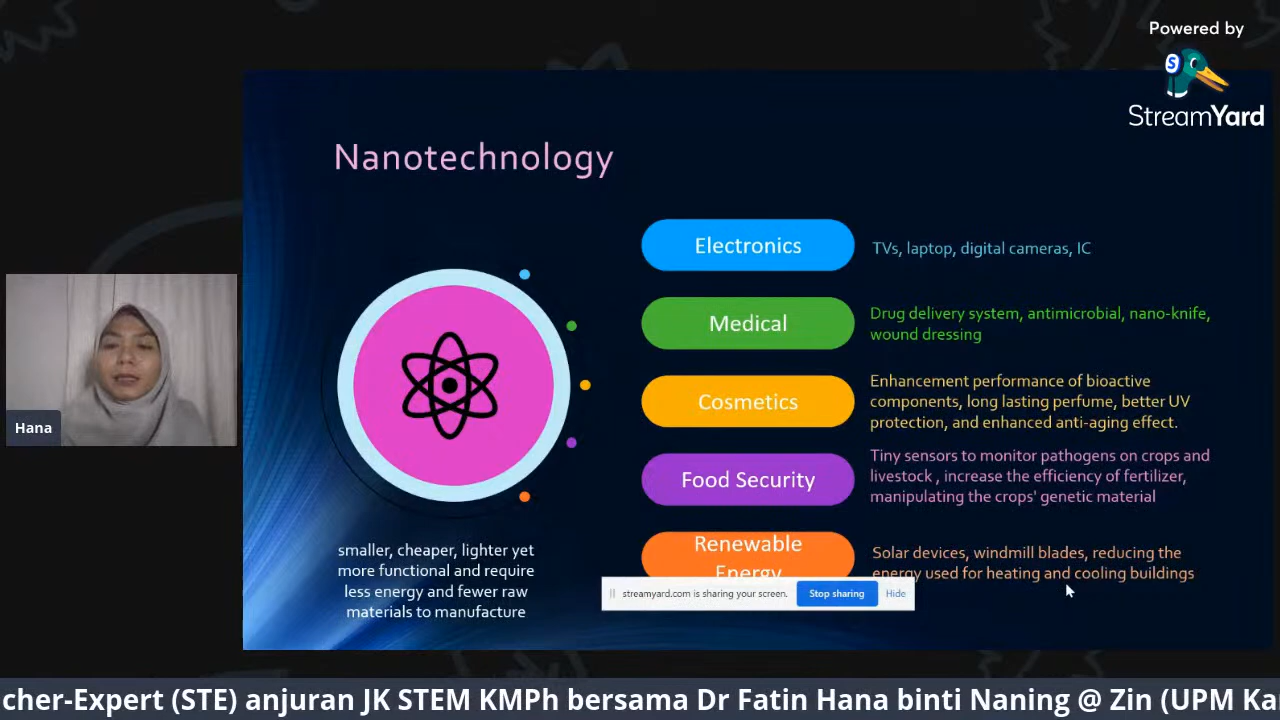 Powered by
StreamYard
Nanotechnology
Electronics
TVs, laptop, digital cameras, IC
Medical
Drug delivery system, antimicrobial, nano-knife,
wound dressing
Cosmetics
Enhancement performance of bioactive
components, long lasting perfume, better UV
protection, and enhanced anti-aging effect.
Food Security
Tiny sensors to monitor pathogens on crops and
livestock , increase the efficiency of fertilizer,
manipulating the crops' genetic material
Renewable
Energy
Solar devices, windmill blades, reducing the
energy used for heating and cooling buildings
smaller, cheaper, lighter yet
more functional and require
less energy and fewer raw
materials to manufacture
streamyard.com is sharing your screen.
Stop sharing
Hide
Hana
cher-Expert (STE) anjuran JK STEM KMPh bersama Dr Fatin Hana binti Naning @ Zin (UPM Ka